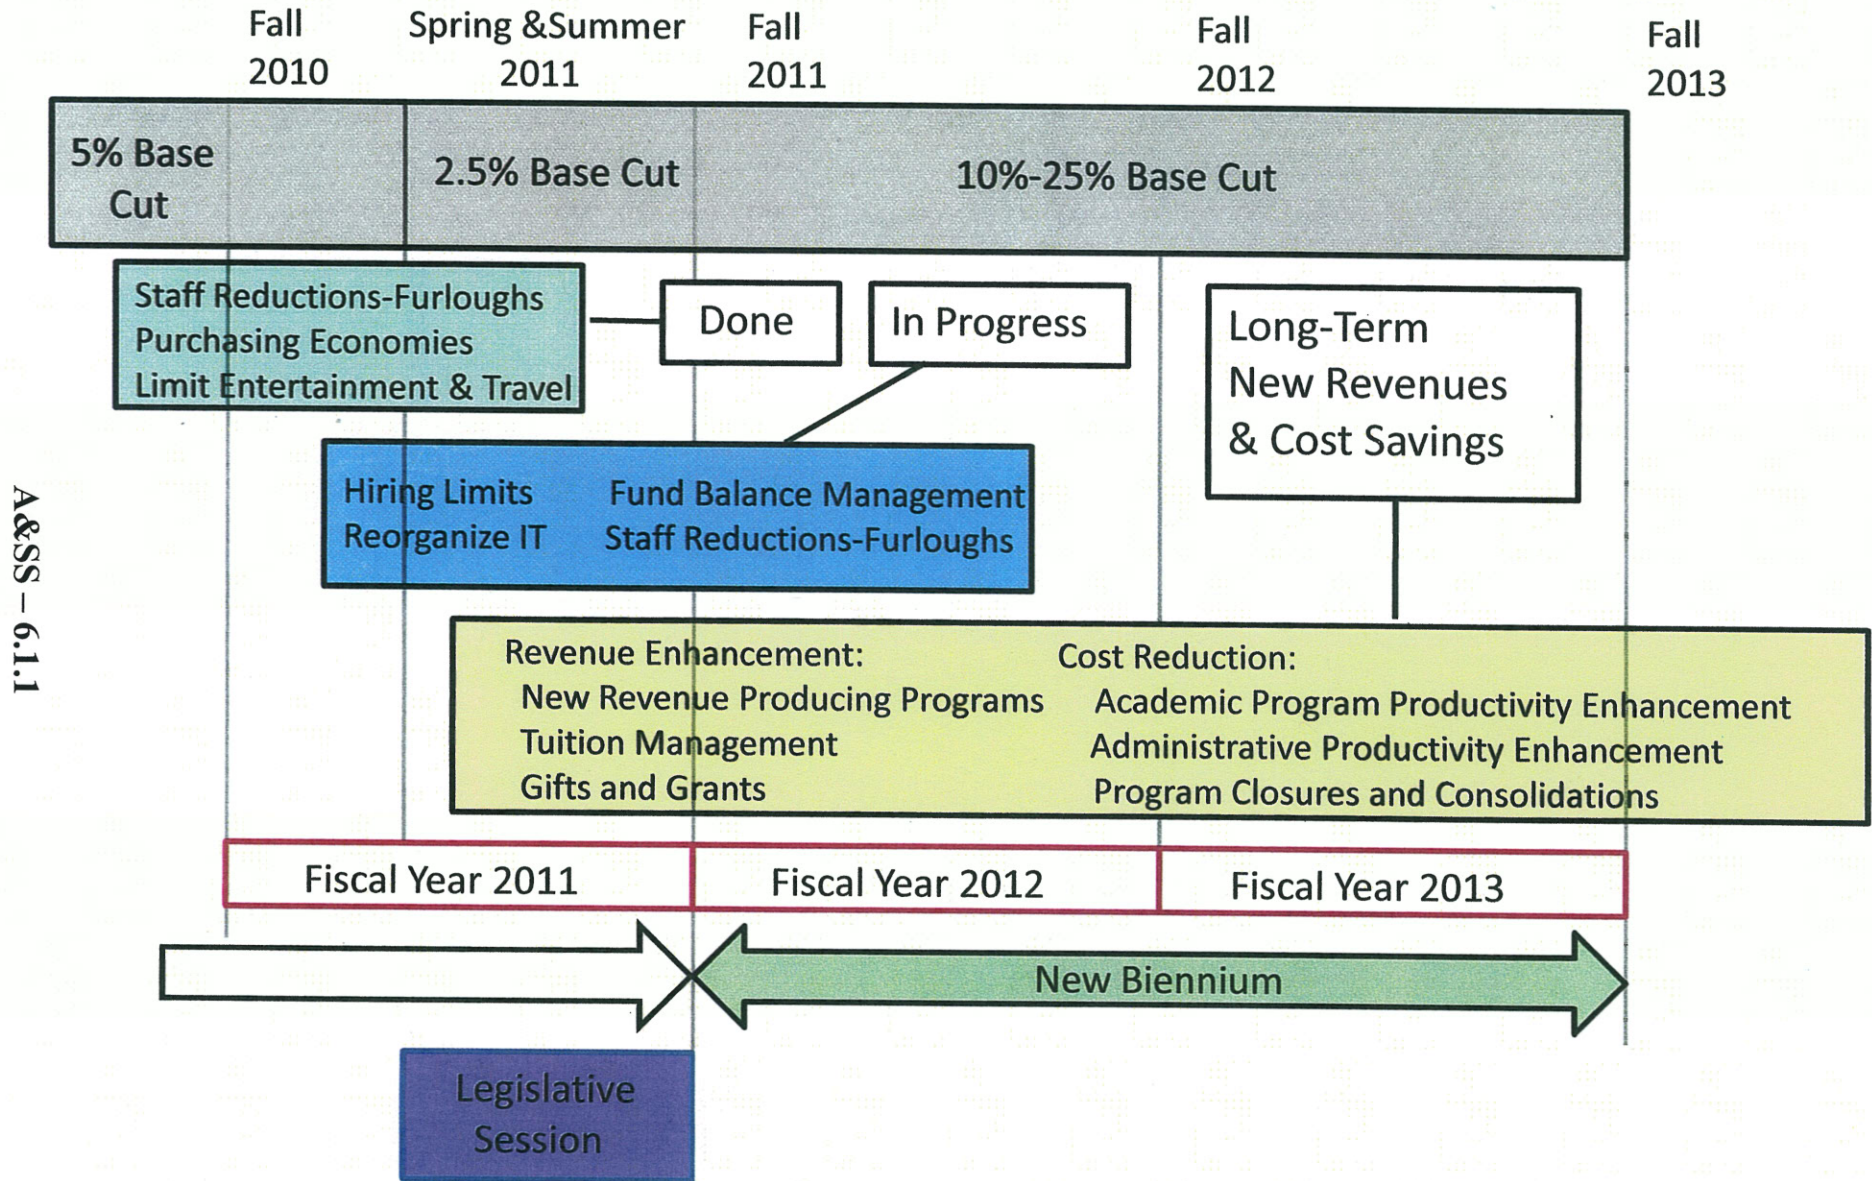 Fall
2010
Spring &Summer
2011
Fall
2011
Fall
2012
Fall
2013
5% Base
Cut
2.5% Base Cut
10%-25% Base Cut
Staff Reductions-Furloughs
Purchasing Economies
Limit Entertainment & Travel
Done
In Progress
Long-Term
New Revenues
& Cost Savings
Hiring Limits
Reorganize IT
Fund Balance Management
Staff Reductions-Furloughs
A&SS – 6.1.1
Revenue Enhancement:
New Revenue Producing Programs
Tuition Management
Gifts and Grants
Cost Reduction:
Academic Program Productivity Enhancement
Administrative Productivity Enhancement
Program Closures and Consolidations
Fiscal Year 2011
Fiscal Year 2012
Fiscal Year 2013
New Biennium
Legislative
Session